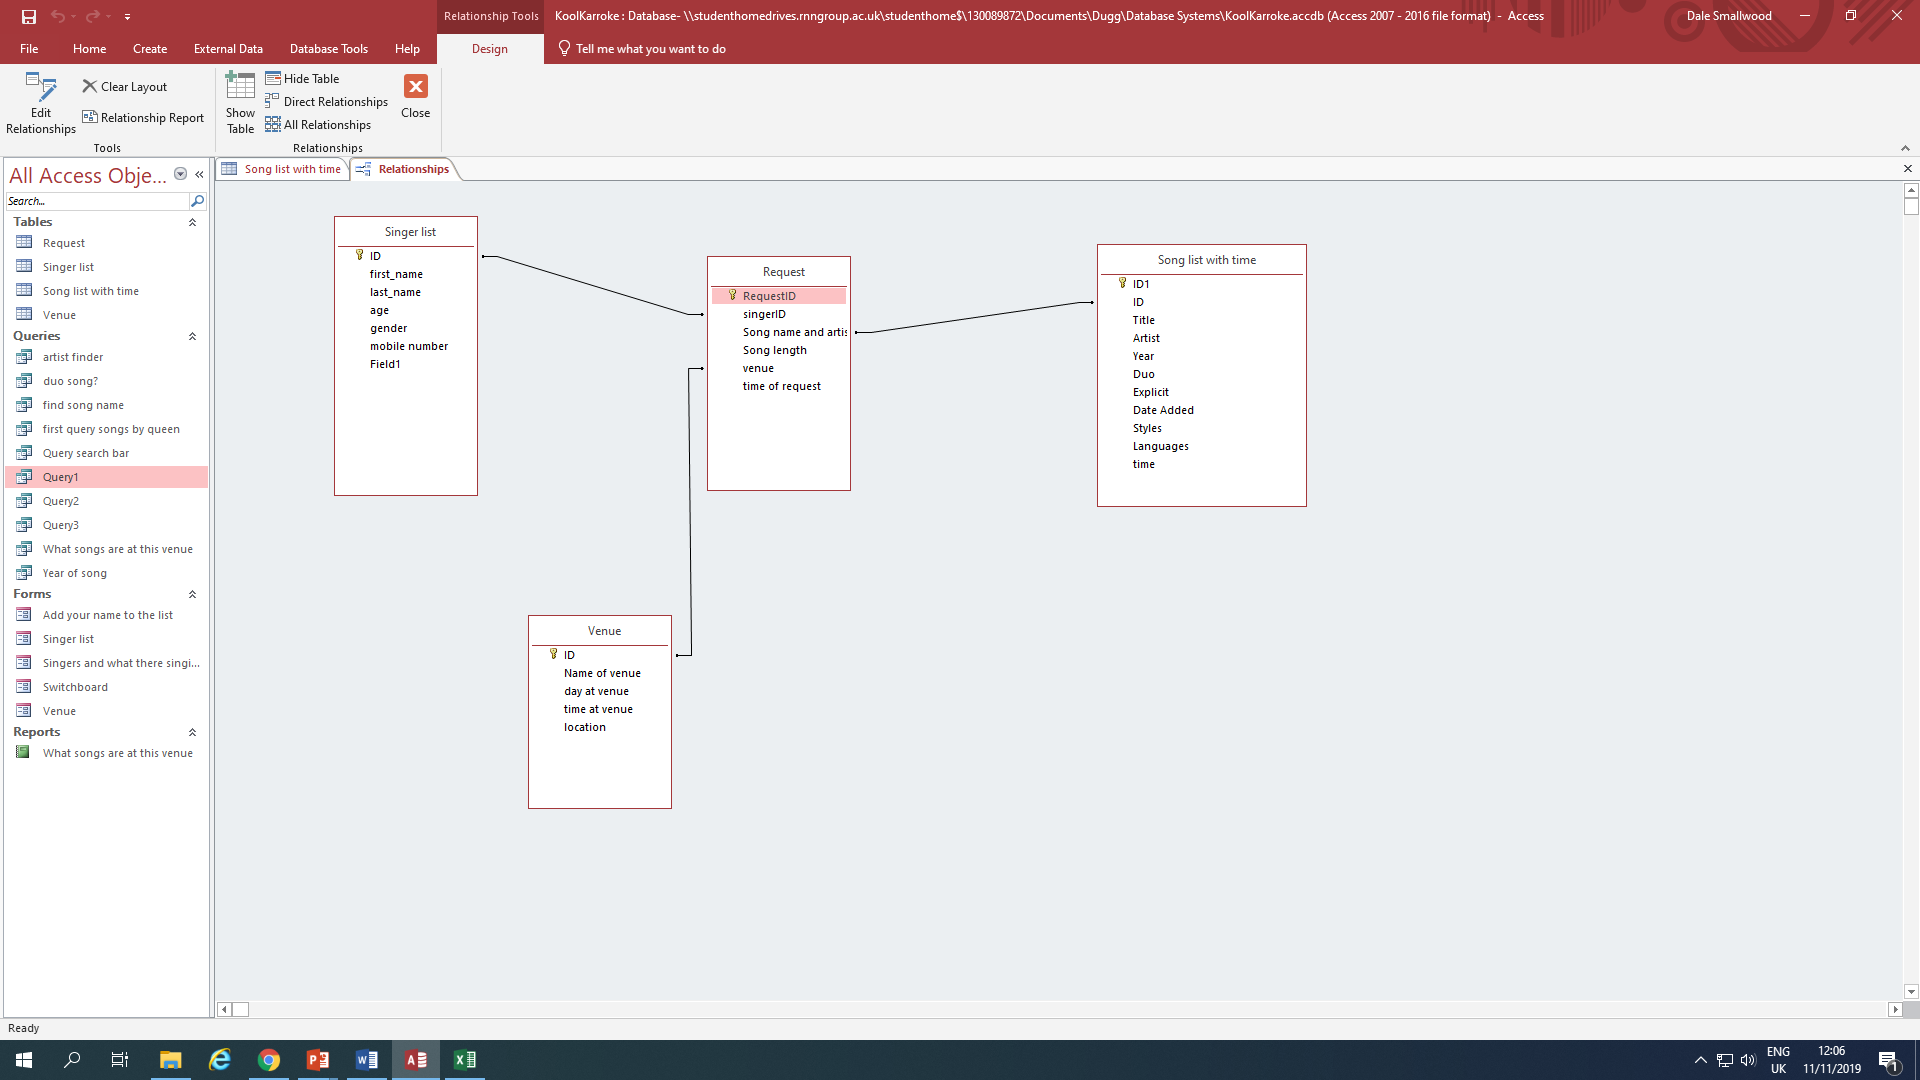 Relationship Tools
KoolKarroke : Database- \\studenthomedrives.rnngroup.ac.uk\studenthome$\130089872\Documents\Dugg\Database Systems\KoolKarroke.accdb (Access 2007 - 2016 file format) - Access
Dale Smallwood
File Home Create External Data Database Tools Help Design Tell me what you want to do
Edit Relationships
Clear Layout
Relationship Report
Tools
Show Table
Hide Table
Direct Relationships
All Relationships
Close
Relationships
All Access Obje...
Search...
Tables
Request
Singer list
Song list with time
Venue
Queries
artist finder
duo song?
find song name
first query songs by queen
Query search bar
Query1
Query2
Query3
What songs are at this venue
Year of song
Forms
Add your name to the list
Singer list
Singers and what there singi...
Switchboard
Venue
Reports
What songs are at this venue
Song list with time
Relationships
Singer list
ID
first_name
last_name
age
gender
mobile number
Field1
Request
RequestID
singerID
Song name and artis
Song length
venue
time of request
Song list with time
ID1
ID
Title
Artist
Year
Duo
Explicit
Date Added
Styles
Languages
time
Venue
ID
Name of venue
day at venue
time at venue
location
Ready
ENG
UK
12:06
11/11/2019
1